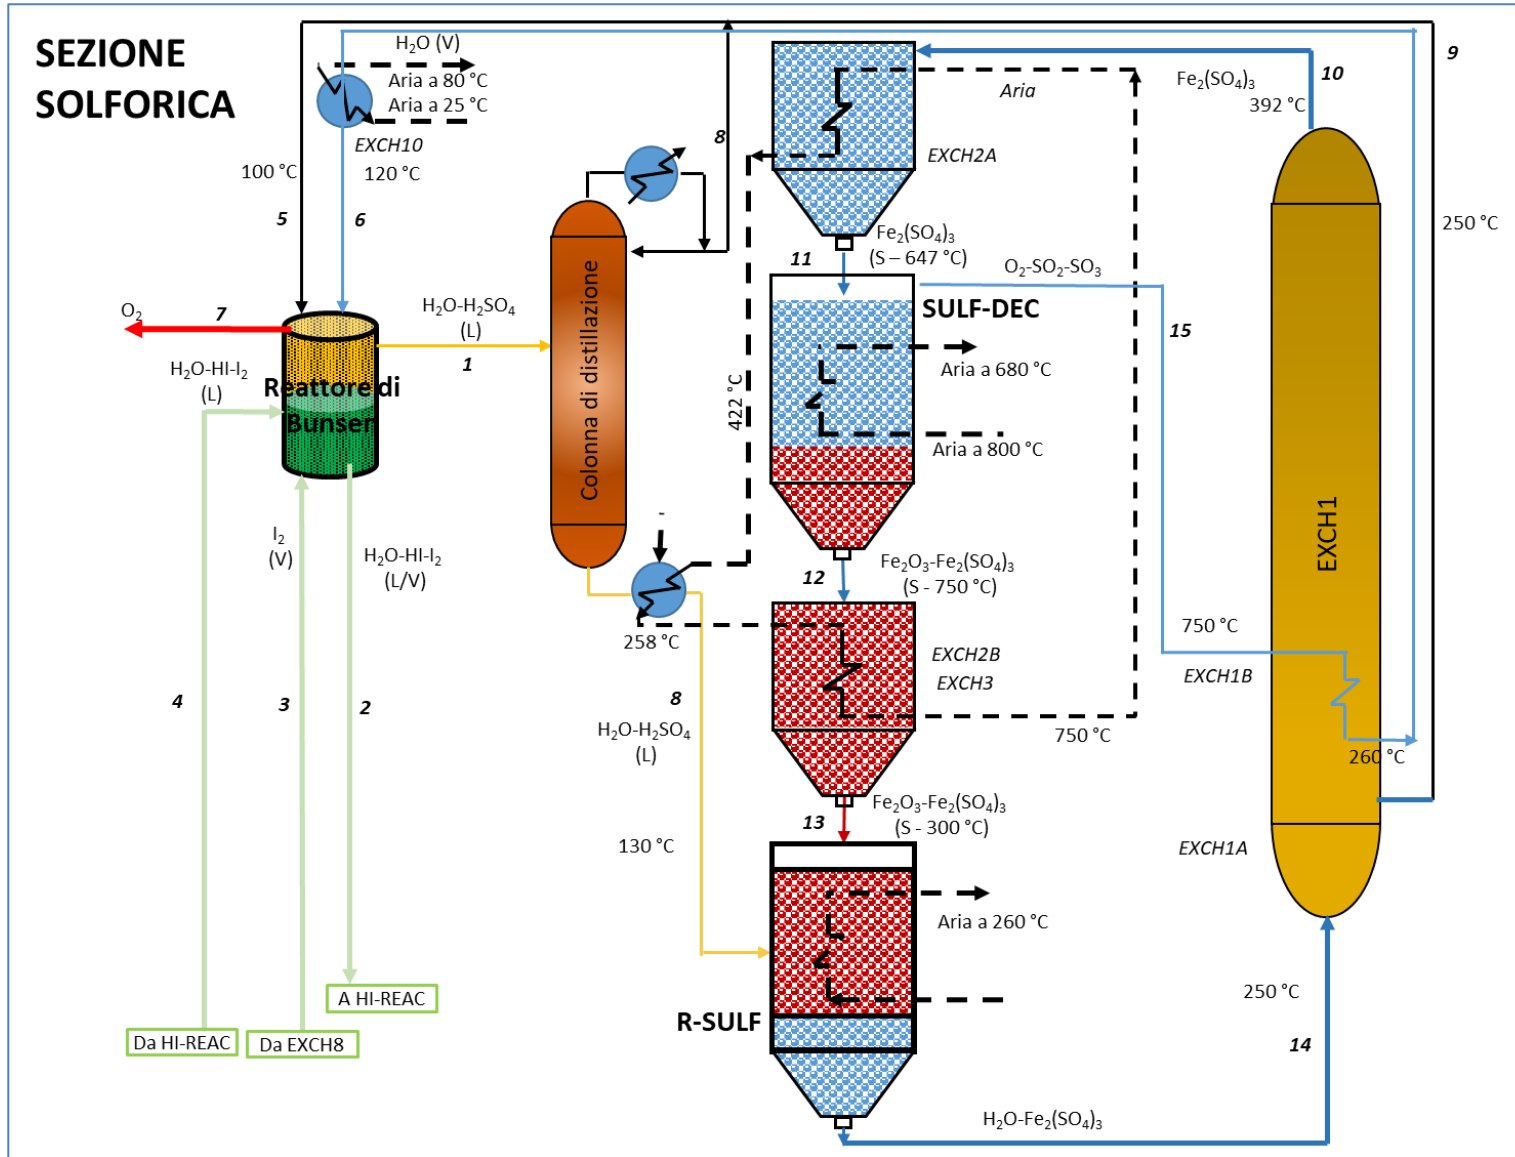 SEZIONE
SOLFORICA
H₂O (V)
Aria a 80 °C
Aria a 25 °C
EXCH10
100 °C
120 °C
5
6
8
Aria
EXCH2A
Fe₂(SO₄)₃
392 °C
10
9
250 °C
O₂
7
H₂O-HI-I₂
(L)
Reattore di
Bunsen
H₂O-H₂SO₄
(L)
1
Colonna di distillazione
422 °C
11
Fe₂(SO₄)₃
(S – 647 °C)
O₂-SO₂-SO₃
SULF-DEC
15
Aria a 680 °C
Aria a 800 °C
EXCH1
I₂
(V)
H₂O-HI-I₂
(L/V)
4
3
2
-
258 °C
12
Fe₂O₃-Fe₂(SO₄)₃
(S - 750 °C)
EXCH2B
EXCH3
750 °C
750 °C
EXCH1B
260 °C
8
H₂O-H₂SO₄
(L)
130 °C
13
Fe₂O₃-Fe₂(SO₄)₃
(S - 300 °C)
EXCH1A
Aria a 260 °C
R-SULF
250 °C
14
A HI-REAC
Da HI-REAC
Da EXCH8
H₂O-Fe₂(SO₄)₃